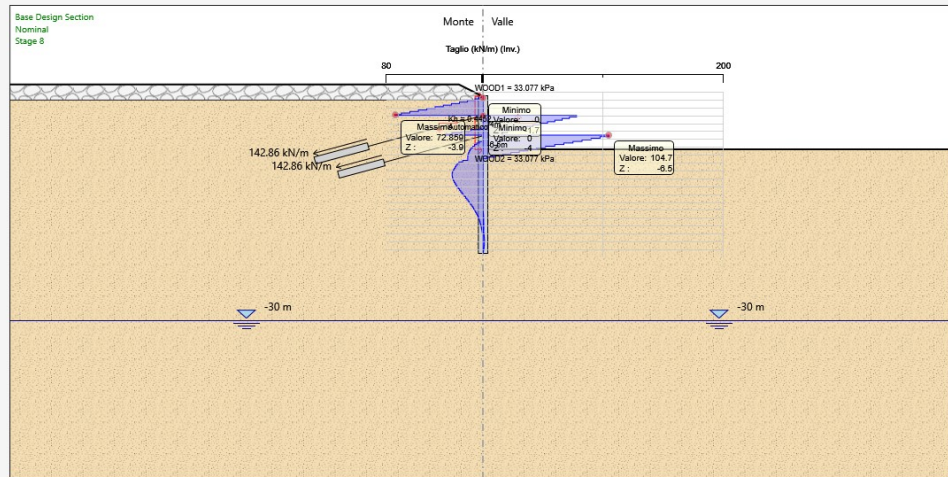 Base Design Section
Nominal
Stage 8
Monte Valle
Taglio (kN/m) (Inv.)
80
200
WOOD1 = 33.077 kPa
Minimo
Valore: 0
Massimo
Valore: 72.859
Z : -3.9
Minimo
Valore: 0
-4
WOOD2 = 33.077 kPa
Massimo
Valore: 104.7
Z : -6.5
142.86 kN/m
142.86 kN/m
-30 m
-30 m